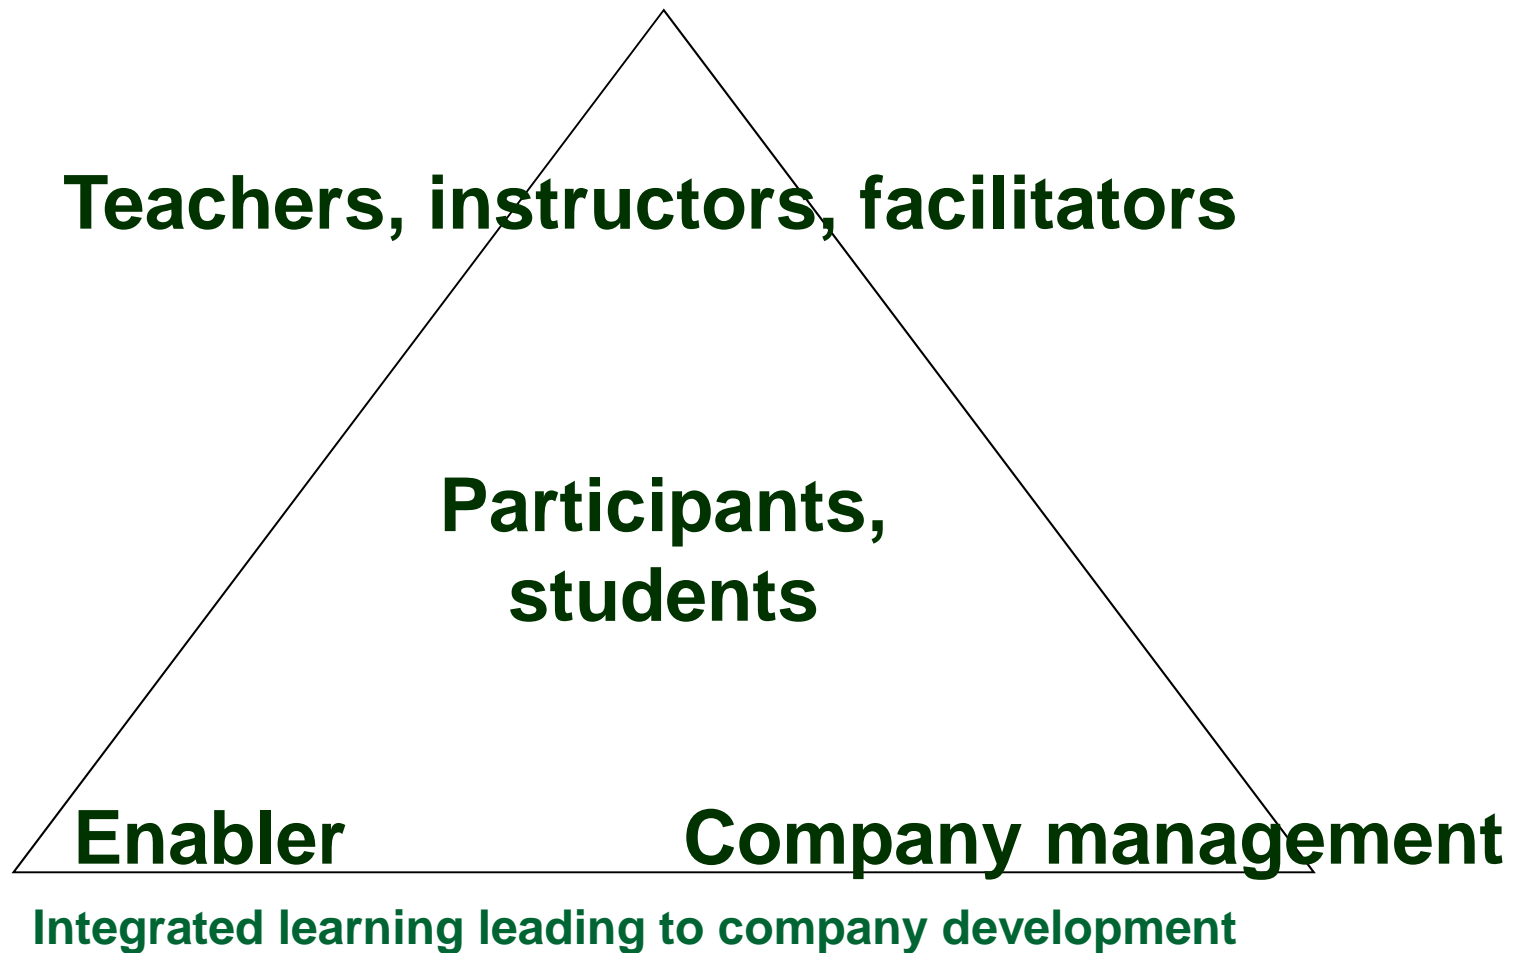 Teachers, instructors, facilitators
Participants,
students
Enabler
Company management
Integrated learning leading to company development